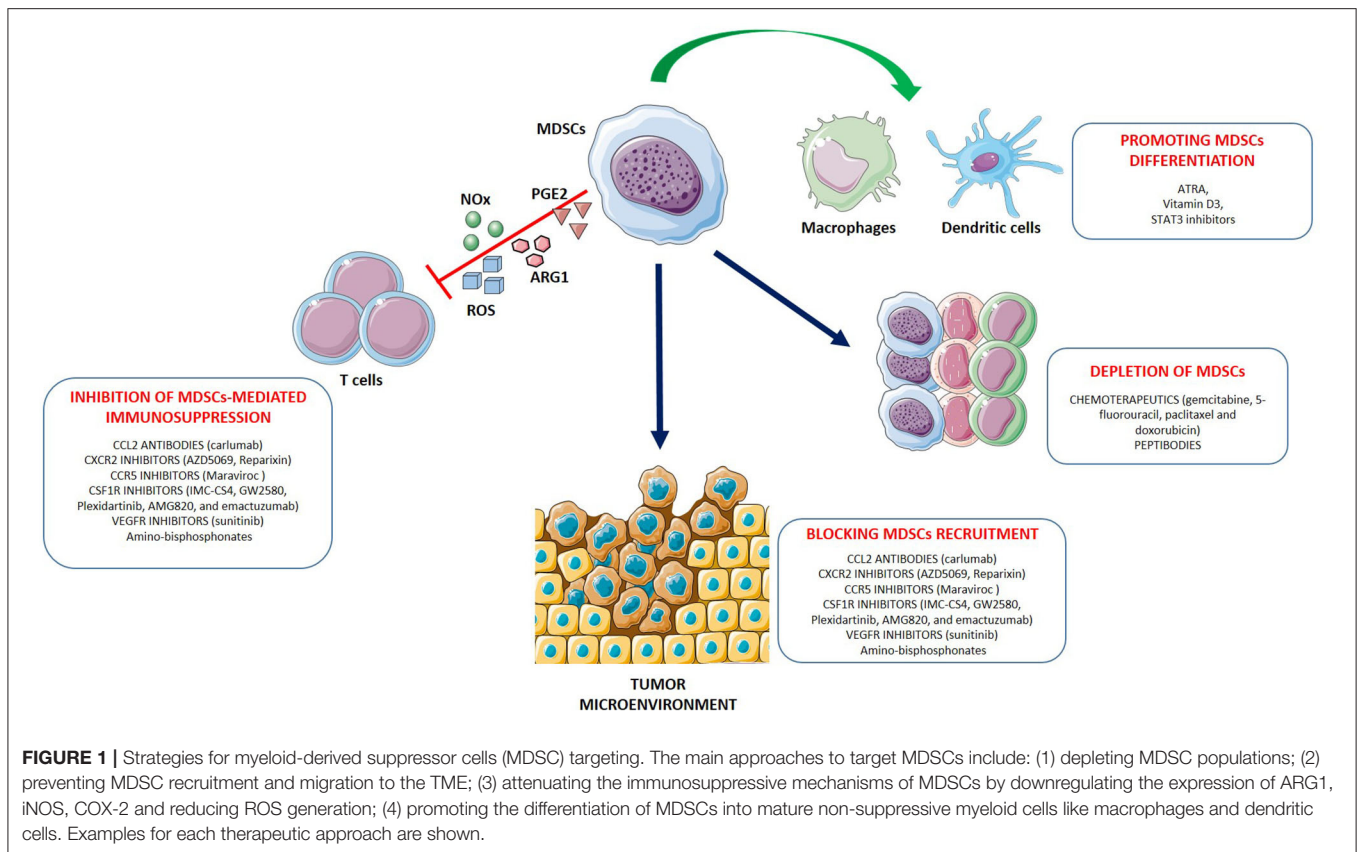 MDSCs
NOx
PGE2
ARG1
ROS
T cells
Macrophages
Dendritic cells
PROMOTING MDSCs
DIFFERENTIATION
ATRA,
Vitamin D3,
STAT3 inhibitors
INHIBITION OF MDSCs-MEDIATED
IMMUNOSUPPRESSION
CCL2 ANTIBODIES (carlumab)
CXCR2 INHIBITORS (AZD5069, Reparixin)
CCR5 INHIBITORS (Maraviroc )
CSF1R INHIBITORS (IMC-CS4, GW2580,
Plexidartinib, AMG820, and emactuzumab)
VEGFR INHIBITORS (sunitinib)
Amino-bisphosphonates
DEPLETION OF MDSCs
CHEMOTERAPEUTICS (gemcitabine, 5-
fluorouracil, paclitaxel and
doxorubicin)
PEPTIBODIES
BLOCKING MDSCs RECRUITMENT
CCL2 ANTIBODIES (carlumab)
CXCR2 INHIBITORS (AZD5069, Reparixin)
CCR5 INHIBITORS (Maraviroc )
CSF1R INHIBITORS (IMC-CS4, GW2580,
Plexidartinib, AMG820, and emactuzumab)
VEGFR INHIBITORS (sunitinib)
Amino-bisphosphonates
TUMOR
MICROENVIRONMENT
FIGURE 1 | Strategies for myeloid-derived suppressor cells (MDSC) targeting. The main approaches to target MDSCs include: (1) depleting MDSC populations; (2)
preventing MDSC recruitment and migration to the TME; (3) attenuating the immunosuppressive mechanisms of MDSCs by downregulating the expression of ARG1,
iNOS, COX-2 and reducing ROS generation; (4) promoting the differentiation of MDSCs into mature non-suppressive myeloid cells like macrophages and dendritic
cells. Examples for each therapeutic approach are shown.